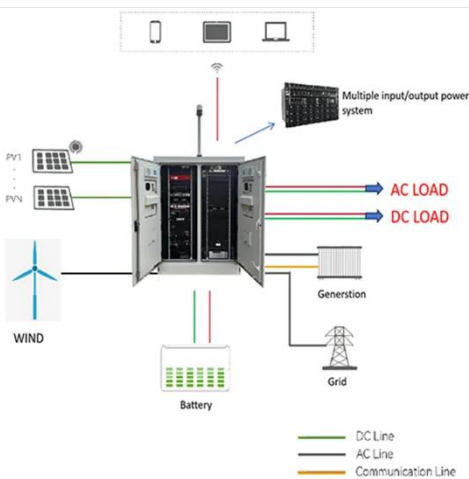 Multiple input/output power
system
PV1
PVN
AC LOAD
DC LOAD
WIND
Generstion
Grid
Battery
DC Line
AC Line
Communication Line